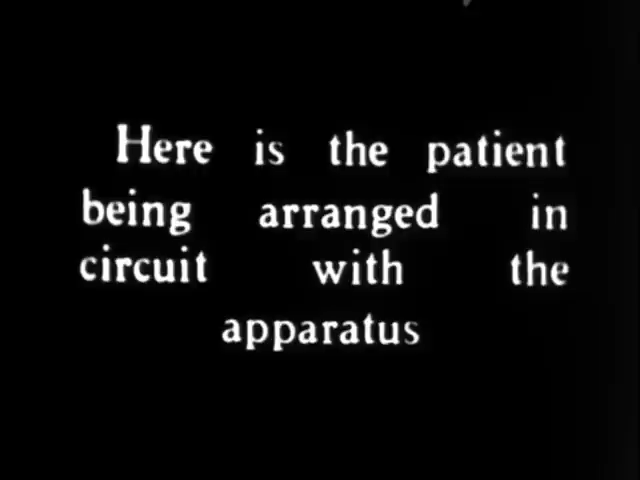 Here is the patient
being arranged in
circuit with the
apparatus